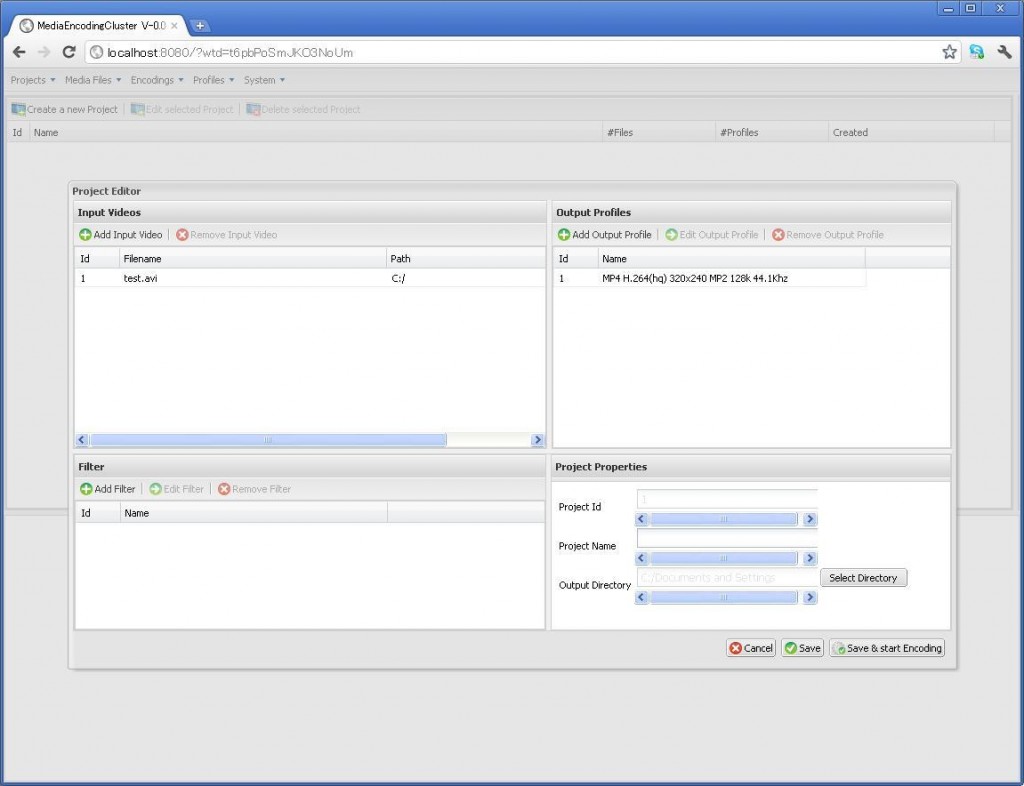 MediaEncodingCluster V-0.0
localhost:8080/?wtd=t6pbPoSmJKO3NoUm
Projects Media Files Encodings Profiles System
Create a new Project Edit selected Project Delete selected Project
Id Name #Files #Profiles Created
Project Editor
Input Videos
Add Input Video Remove Input Video
Id Filename Path
1 test.avi C:/
Output Profiles
Add Output Profile Edit Output Profile Remove Output Profile
Id Name
1 MP4 H.264(hq) 320x240 MP2 128k 44.1Khz
Filter
Add Filter Edit Filter Remove Filter
Id Name
Project Properties
Project Id 1
Project Name
Output Directory C:/Documents and Settings Select Directory
Cancel Save Save & start Encoding